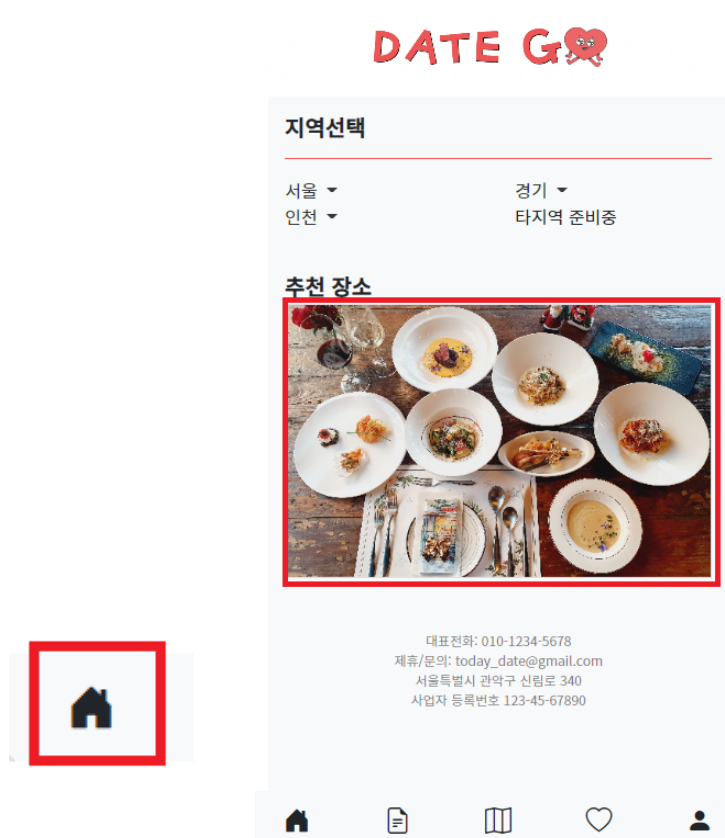 DATE GO
지역선택
서울 경기
인천 타지역 준비중
추천 장소
대표전화: 010-1234-5678
제휴/문의: today_date@gmail.com
서울특별시 관악구 신림로 340
사업자 등록번호 123-45-67890